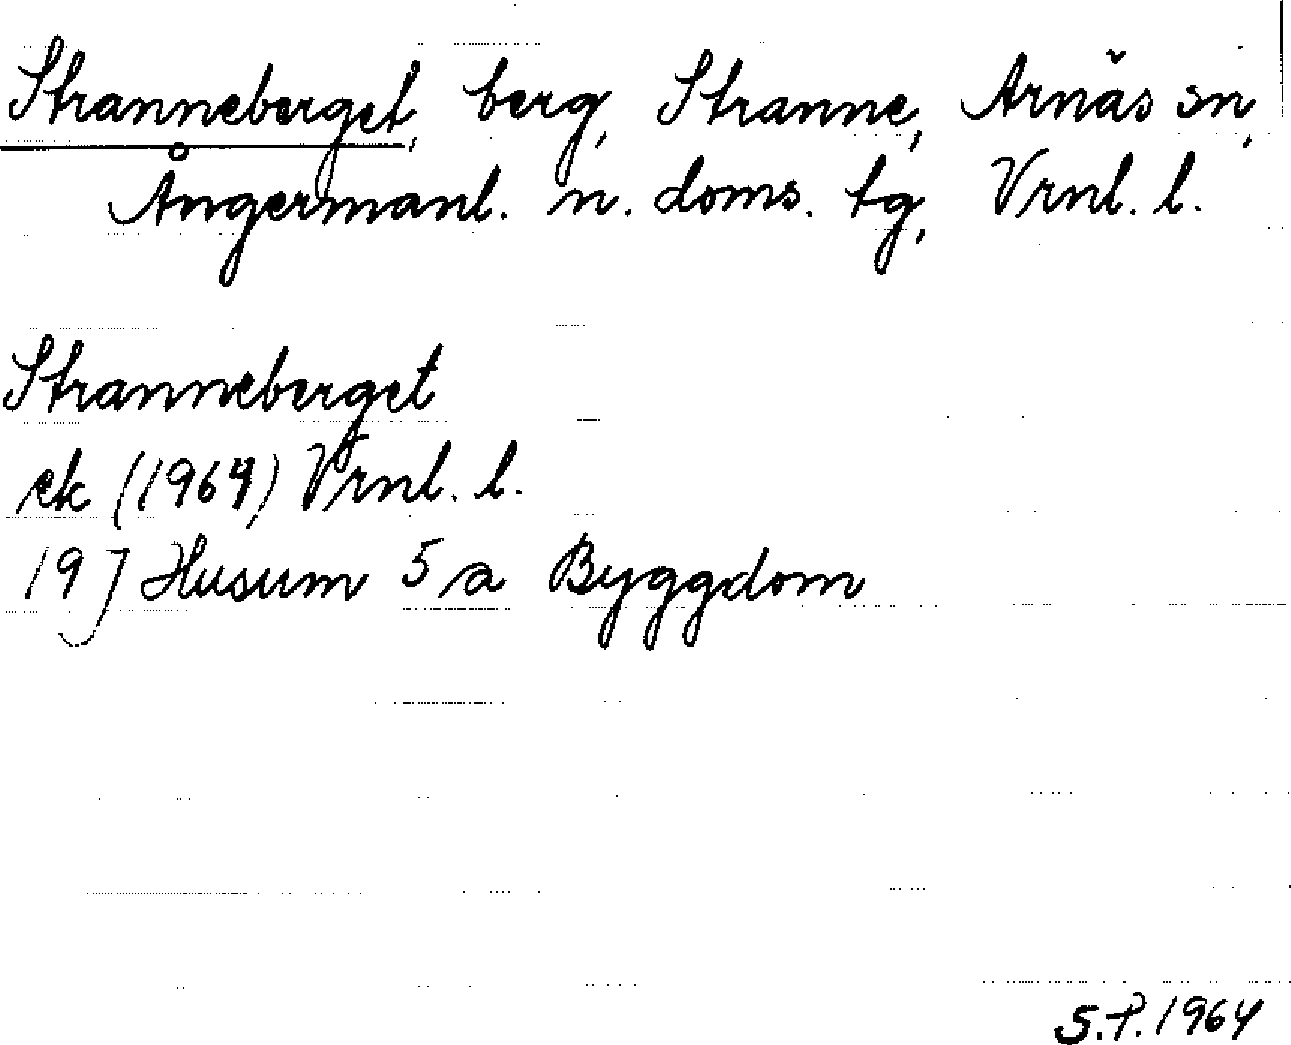 Stranneberget, berg, Stranne, Arnäs sn,
Ångermanl. n. doms. tg, Vrnl. l.
Stranneberget
ek (1964) Vrnl. l.
19 J Husum 5 a Byggdom
S.P. 1964